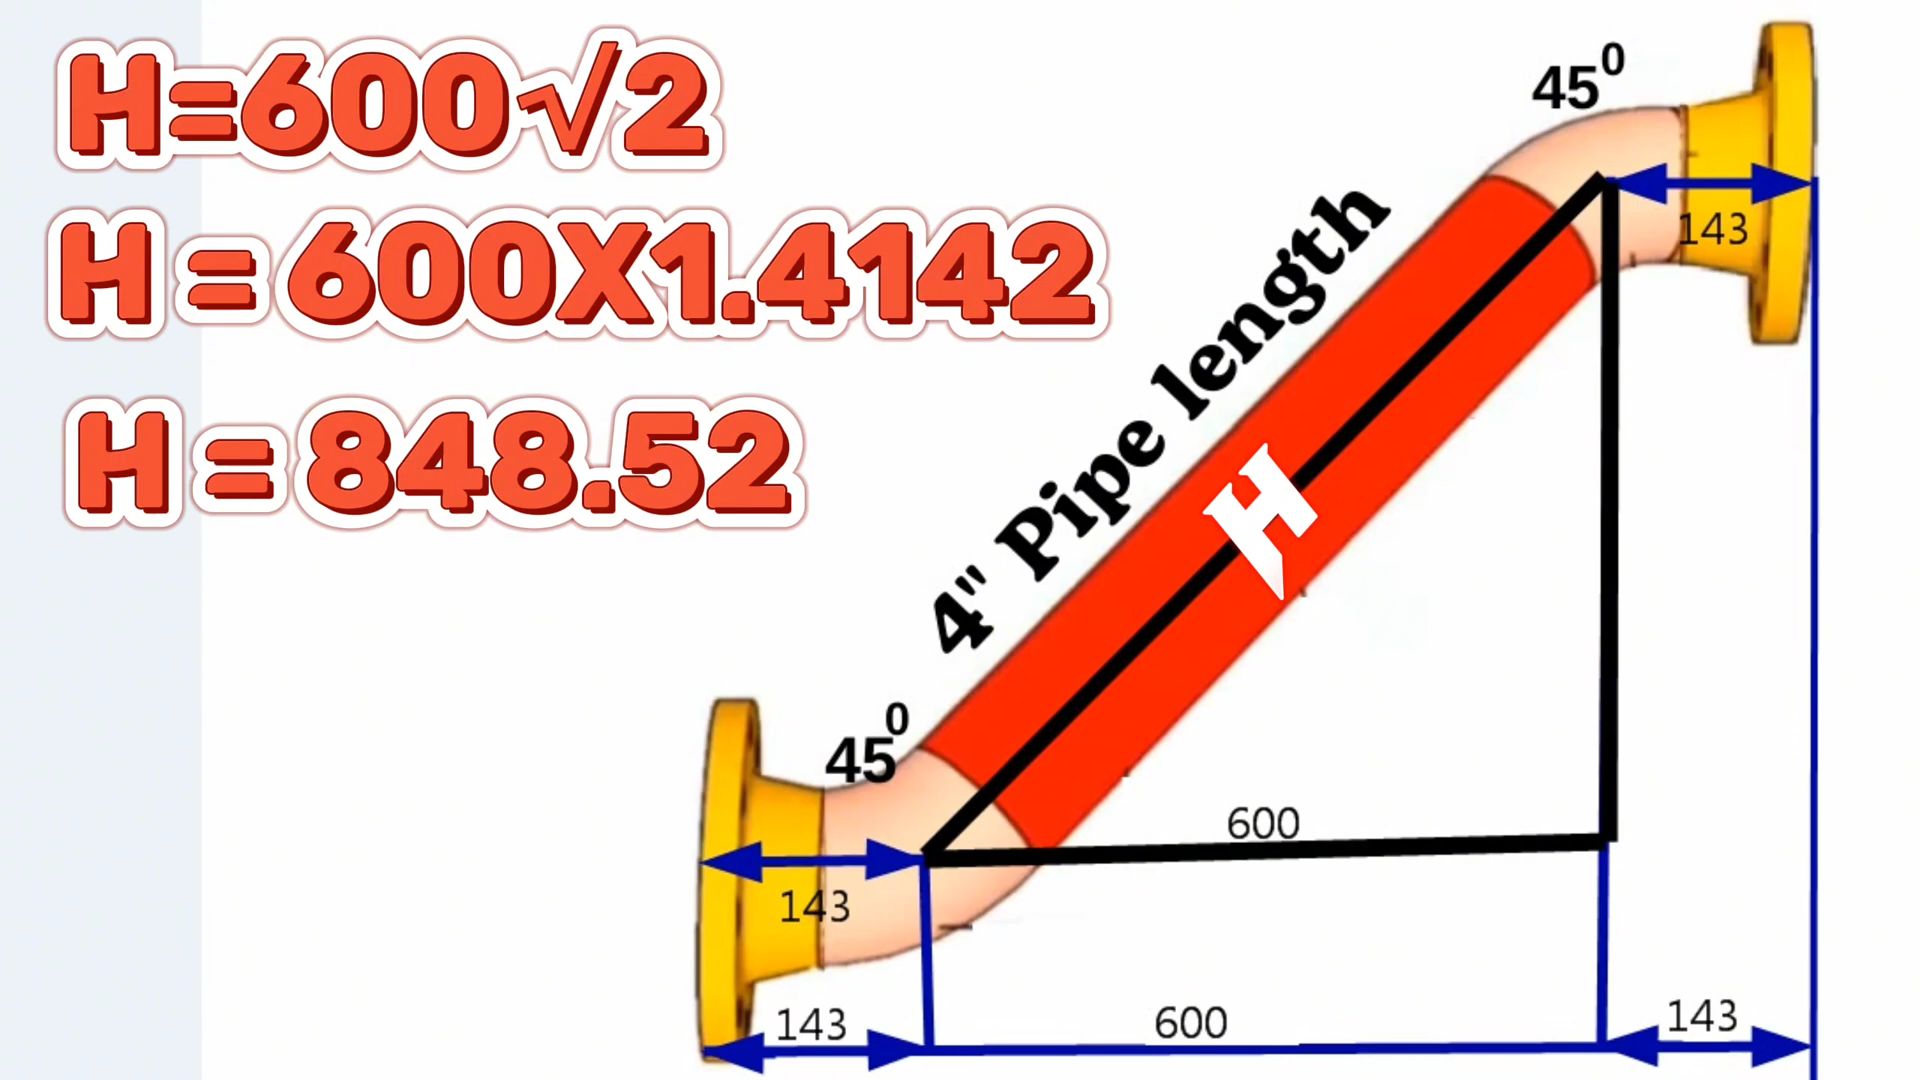 H=600√2
H = 600X1.4142
H = 848.52
45⁰
143
4" Pipe length
H
45⁰
600
143
143
600
143